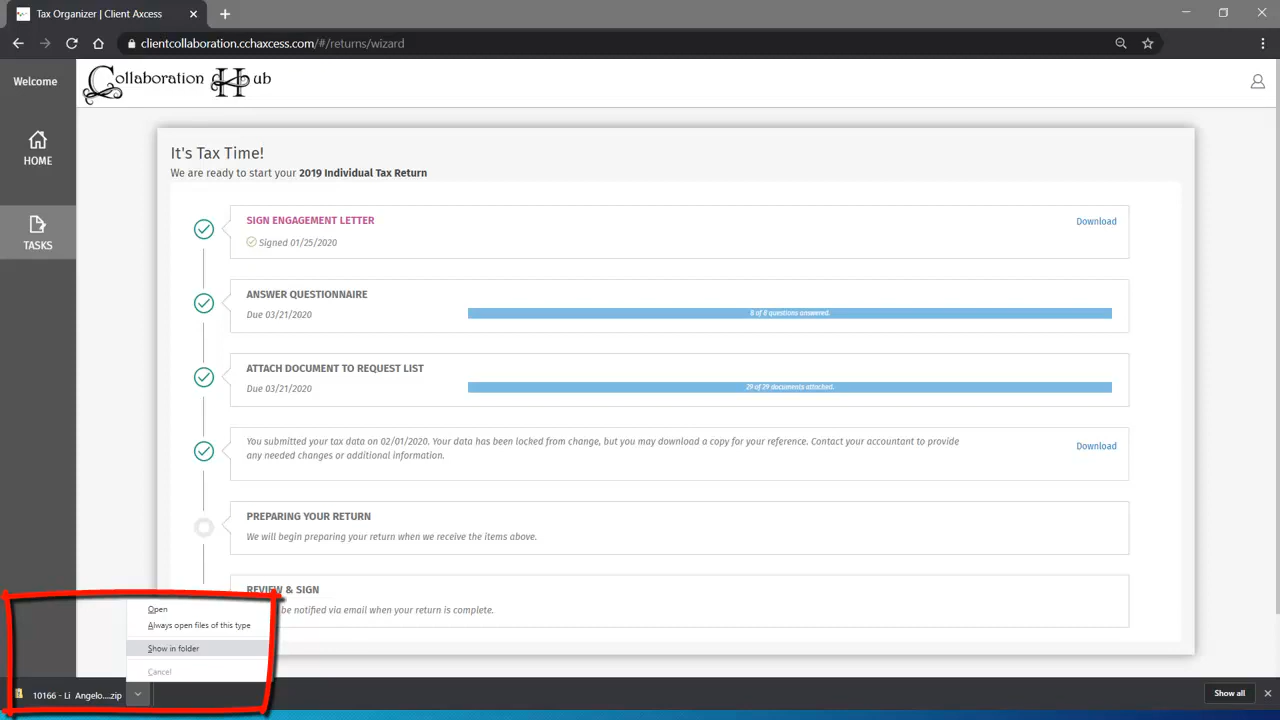 Tax Organizer | Client Axcess
clientcollaboration.cchaxcess.com/#/returns/wizard
Welcome
Collaboration Hub
HOME
TASKS
It's Tax Time!
We are ready to start your 2019 Individual Tax Return
SIGN ENGAGEMENT LETTER
Download
Signed 01/25/2020
ANSWER QUESTIONNAIRE
Due 03/21/2020
8 of 8 questions answered.
ATTACH DOCUMENT TO REQUEST LIST
Due 03/21/2020
29 of 29 document(s attached.
You submitted your tax data on 02/01/2020. Your data has been locked from change, but you may download a copy for your reference. Contact your accountant to provide
any needed changes or additional information.
Download
PREPARING YOUR RETURN
We will begin preparing your return when we receive the items above.
REVIEW & SIGN
be notified via email when your return is complete.
Open
Always open files of this type
Show in folder
Cancel
10166 - Li Angelo....zip
Show all